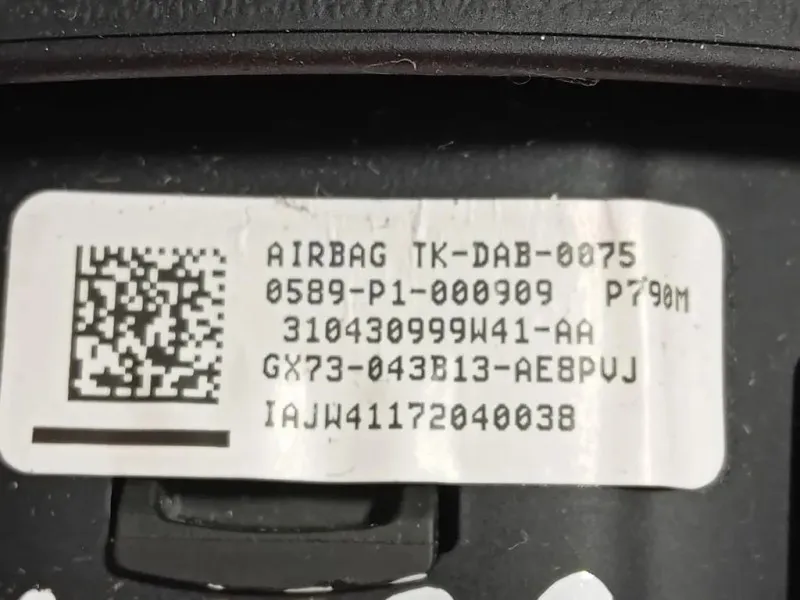 AIRBAG TK-DAB-0075
0589-P1-000909 P790M
310430999W41-AA
GX73-043B13-AE8PVJ
IAJW41172040038